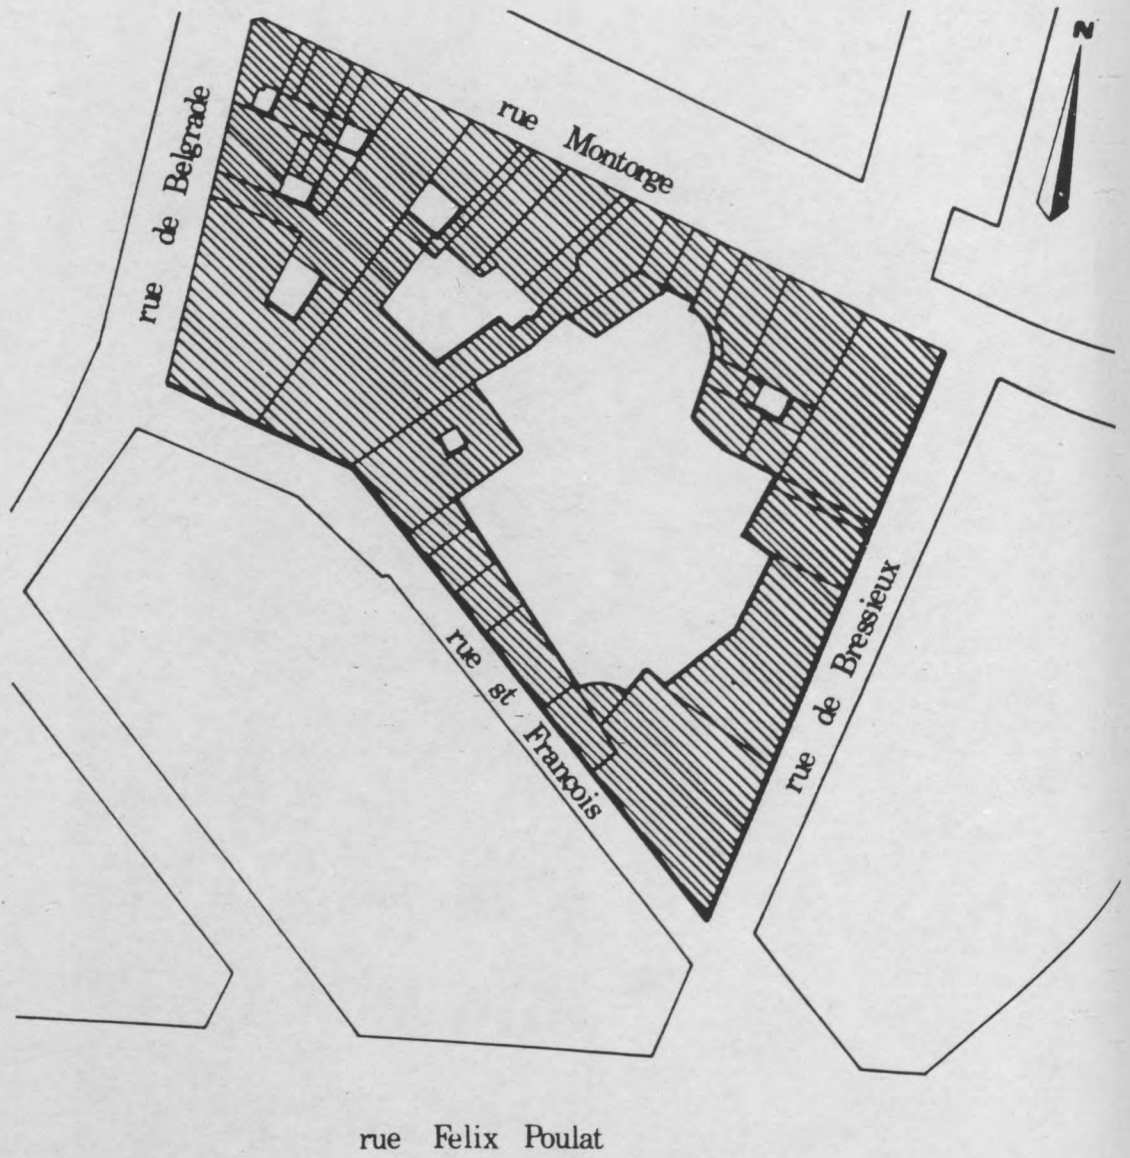 N
rue Montorge
rue de Belgrade
rue de Bressieux
rue st François
rue Felix Poulat